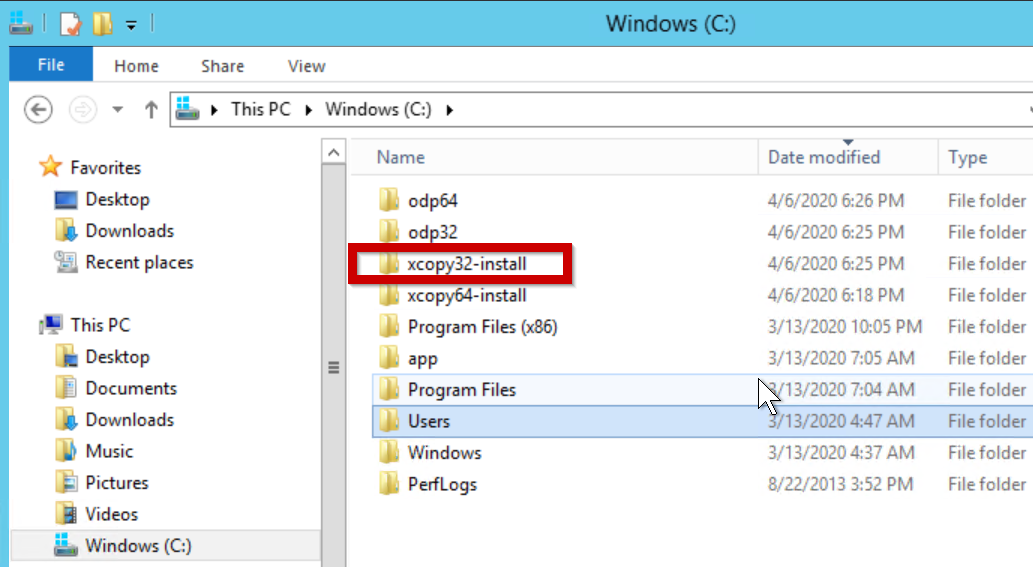 Windows (C:)
File Home Share View
This PC Windows (C:)
Favorites
Desktop
Downloads
Recent places
This PC
Desktop
Documents
Downloads
Music
Pictures
Videos
Windows (C:)
Name Date modified Type
odp64 4/6/2020 6:26 PM File folder
odp32 4/6/2020 6:25 PM File folder
xcopy32-install 4/6/2020 6:25 PM File folder
xcopy64-install 4/6/2020 6:18 PM File folder
Program Files (x86) 3/13/2020 10:05 PM File folder
app 3/13/2020 7:05 AM File folder
Program Files 3/13/2020 7:04 AM File folder
Users 3/13/2020 4:47 AM File folder
Windows 3/13/2020 4:37 AM File folder
PerfLogs 8/22/2013 3:52 PM File folder